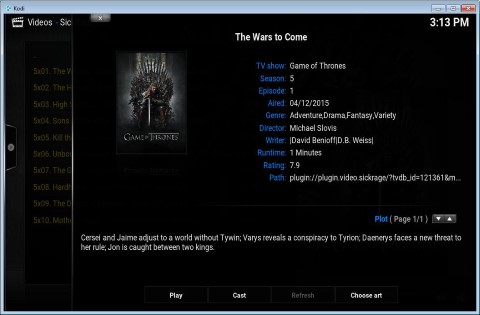 Kodi
Videos - Sic
3:13 PM
x
The Wars to Come
TV show: Game of Thrones
Season: 5
Episode: 1
Aired: 04/12/2015
Genre: Adventure,Drama,Fantasy,Variety
Director: Michael Slovis
Writer: |David Benioff|D.B. Weiss|
Runtime: 1 Minutes
Rating: 7.9
Path: plugin://plugin.video.sickrage/?tvdb_id=121361&m...
GAME OF THRONES
5x01. The W
5x02. The H
5x03. High S
5x04. Sons
5x05. Kill th
5x06. Unbo
5x07. The G
5x08. Hardh
5x09. The D
5x10. Mothe
Plot ( Page 1/1 )
Cersei and Jaime adjust to a world without Tywin; Varys reveals a conspiracy to Tyrion; Daenerys faces a new threat to
her rule; Jon is caught between two kings.
Play
Cast
Refresh
Choose art